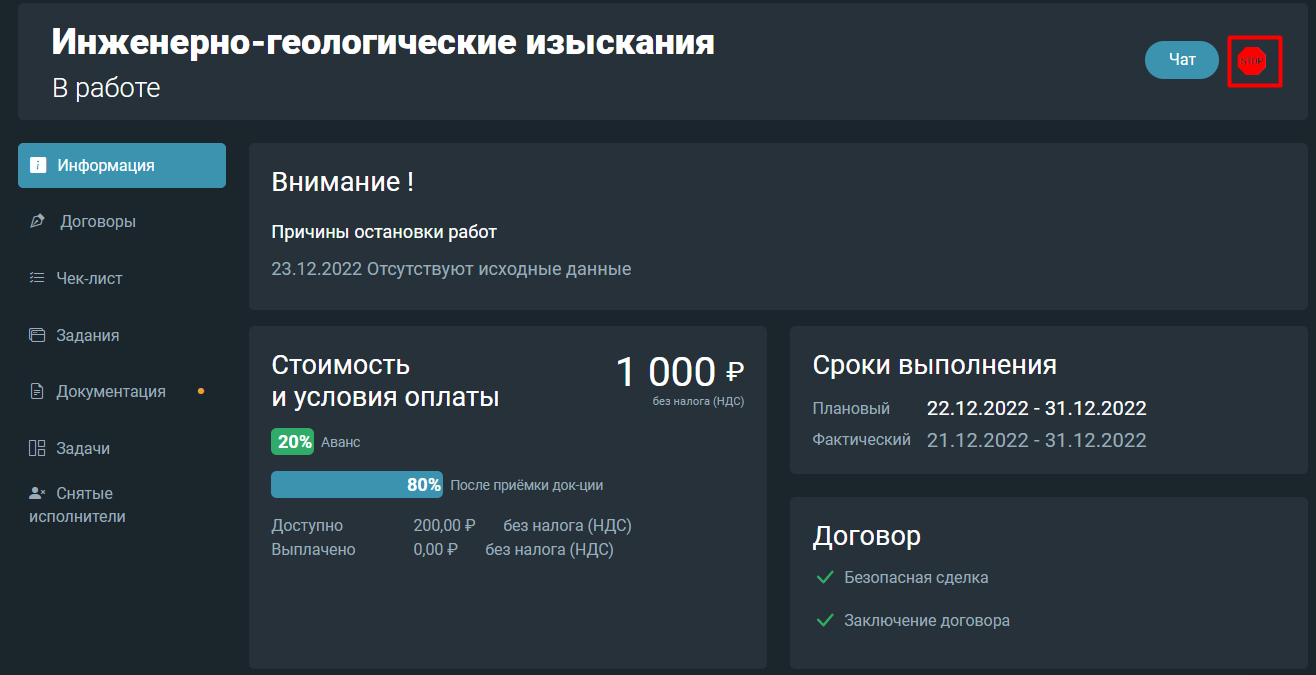 Инженерно-геологические изыскания
В работе
Чат
STOP
Информация
Договоры
Чек-лист
Задания
Документация
Задачи
Снятые
исполнители
Внимание !
Причины остановки работ
23.12.2022 Отсутствуют исходные данные
Стоимость
и условия оплаты
1 000 ₽
без налога (НДС)
20% Аванс
80% После приёмки док-ции
Доступно 200,00 ₽ без налога (НДС)
Выплачено 0,00 ₽ без налога (НДС)
Сроки выполнения
Плановый 22.12.2022 - 31.12.2022
Фактический 21.12.2022 - 31.12.2022
Договор
Безопасная сделка
Заключение договора